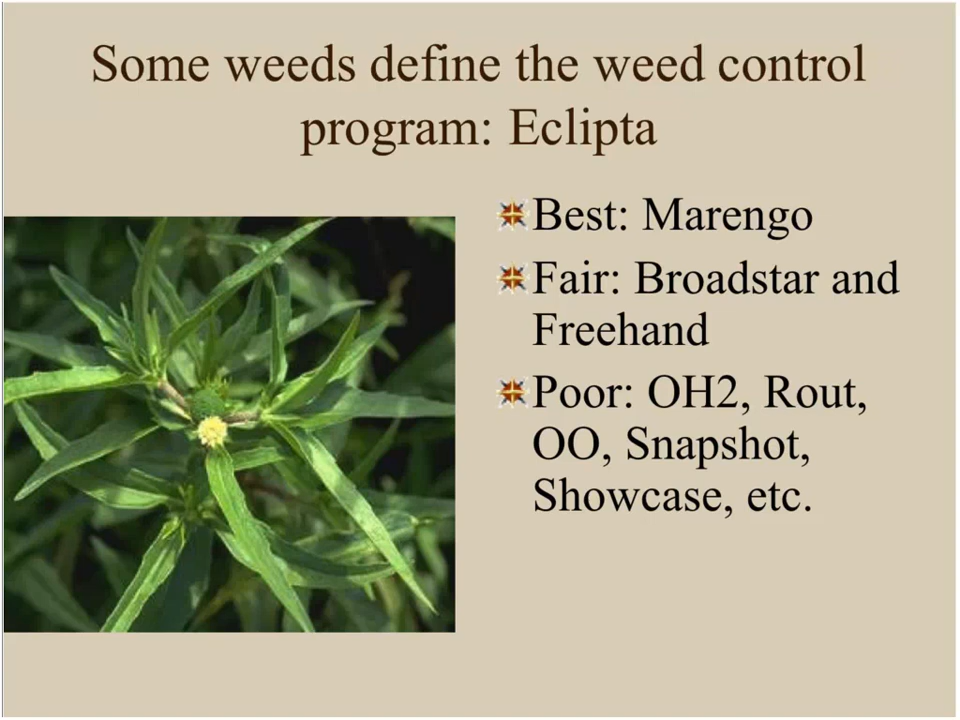 Some weeds define the weed control
program: Eclipta
Best: Marengo
Fair: Broadstar and
Freehand
Poor: OH2, Rout,
OO, Snapshot,
Showcase, etc.